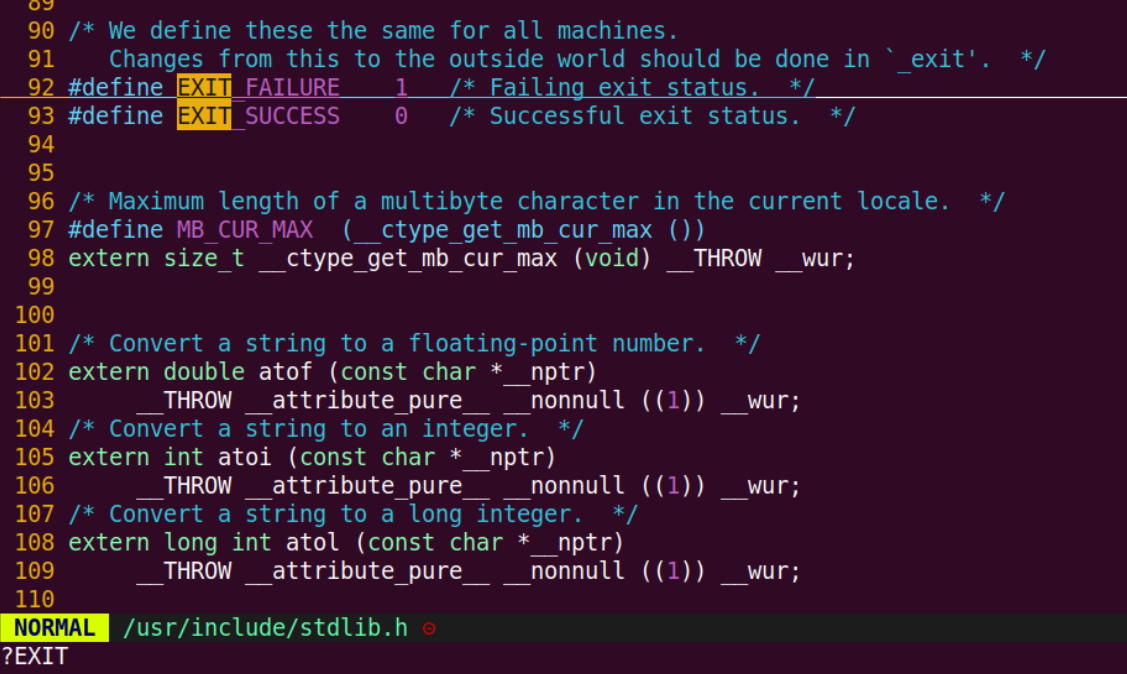 89
90 /* We define these the same for all machines.
91    Changes from this to the outside world should be done in `_exit'.  */
92 #define EXIT_FAILURE    1   /* Failing exit status.  */
93 #define EXIT_SUCCESS    0   /* Successful exit status.  */
94
95
96 /* Maximum length of a multibyte character in the current locale.  */
97 #define MB_CUR_MAX  (__ctype_get_mb_cur_max ())
98 extern size_t __ctype_get_mb_cur_max (void) __THROW __wur;
99
100
101 /* Convert a string to a floating-point number.  */
102 extern double atof (const char *__nptr)
103      __THROW __attribute_pure__ __nonnull ((1)) __wur;
104 /* Convert a string to an integer.  */
105 extern int atoi (const char *__nptr)
106      __THROW __attribute_pure__ __nonnull ((1)) __wur;
107 /* Convert a string to a long integer.  */
108 extern long int atol (const char *__nptr)
109      __THROW __attribute_pure__ __nonnull ((1)) __wur;
110
NORMAL /usr/include/stdlib.h ⊝
?EXIT